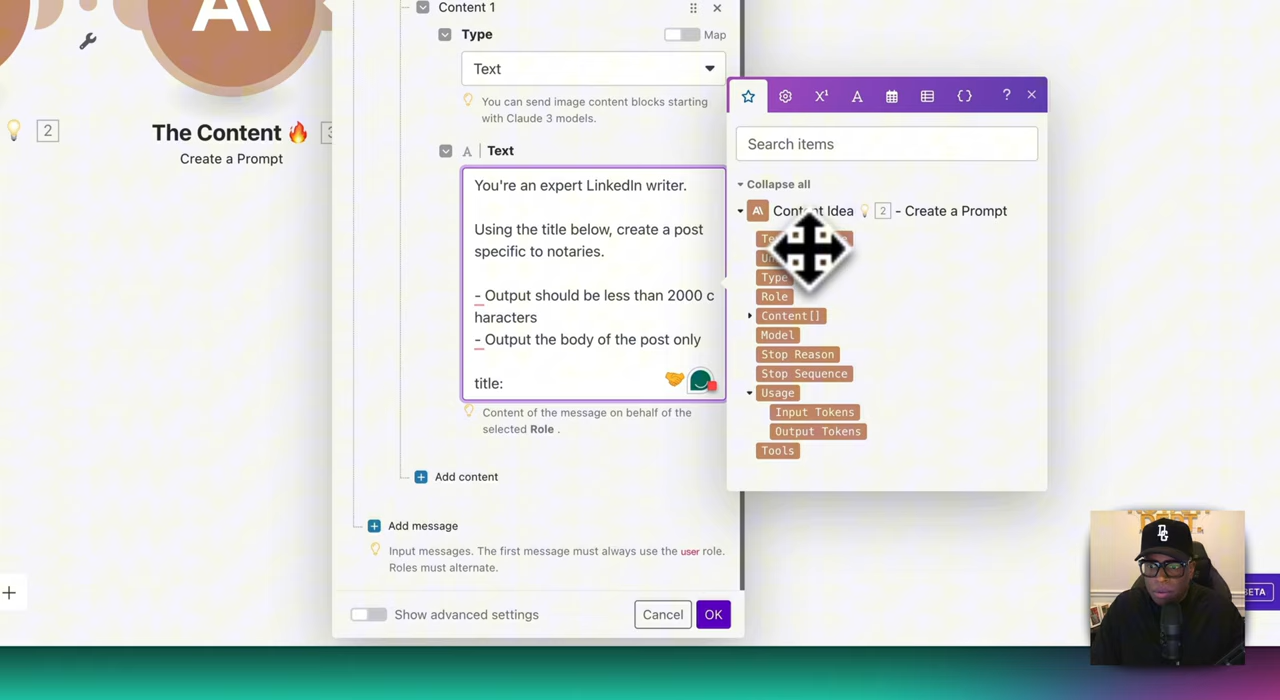 Content 1
Type
Map
Text
You can send image content blocks starting
with Claude 3 models.
A | Text
You're an expert LinkedIn writer.
Using the title below, create a post
specific to notaries.
- Output should be less than 2000 c
haracters
- Output the body of the post only
title:
Content of the message on behalf of the
selected Role .
Add content
Add message
Input messages. The first message must always use the user role.
Roles must alternate.
Show advanced settings
Cancel
OK
2
The Content 🔥
Create a Prompt
Search items
Collapse all
Content Idea 💡 2 - Create a Prompt
Type
Role
Content[]
Model
Stop Reason
Stop Sequence
Usage
Input Tokens
Output Tokens
Tools